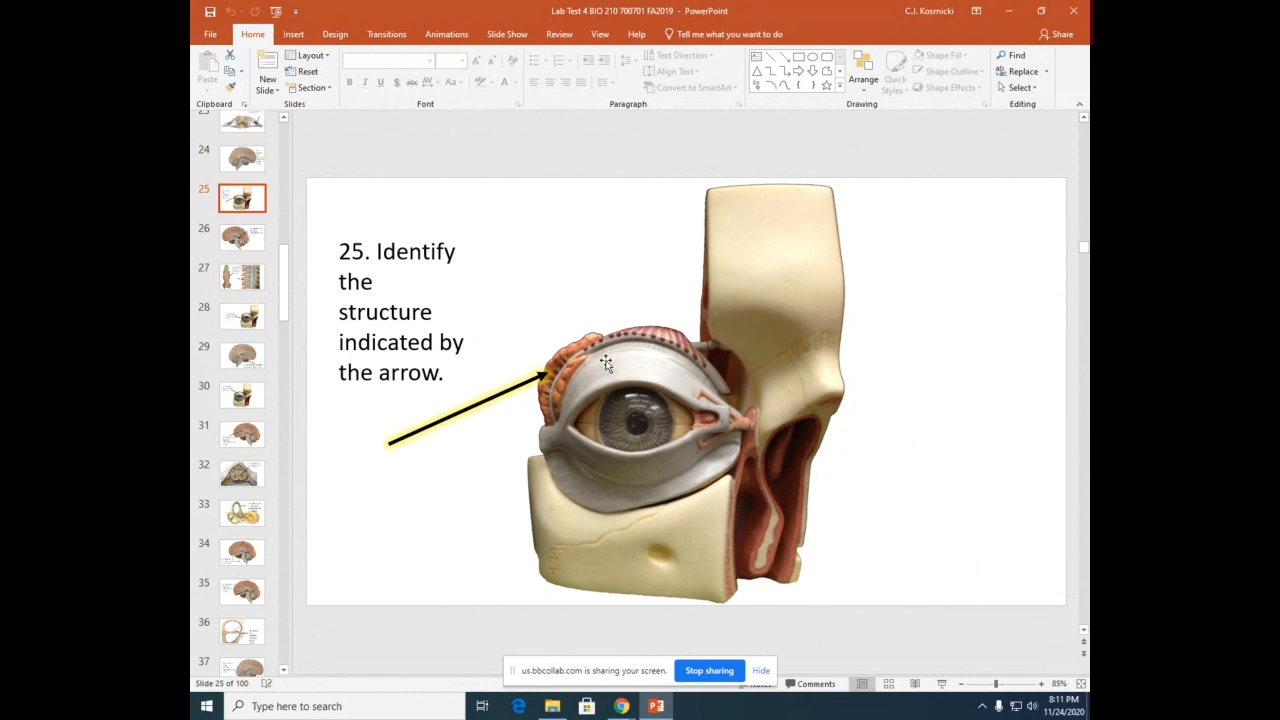 Lab Test 4 BIO 210 700701 FA2019 - PowerPoint
C.J. Kosmicki
File
Home
Insert
Design
Transitions
Animations
Slide Show
Review
View
Help
Tell me what you want to do
Share
Paste
Clipboard
New
Slide
Layout
Reset
Section
Slides
B I U S abc AV Aa A
Font
Text Direction
Align Text
Convert to SmartArt
Paragraph
Arrange
Quick
Styles
Shape Fill
Shape Outline
Shape Effects
Drawing
Find
Replace
Select
Editing
24
25
26
27
28
29
30
31
32
33
34
35
36
37
25. Identify
the
structure
indicated by
the arrow.
us.bbcollab.com is sharing your screen.
Stop sharing
Hide
Slide 25 of 100
Comments
85%
Type here to search
8:11 PM
11/24/2020